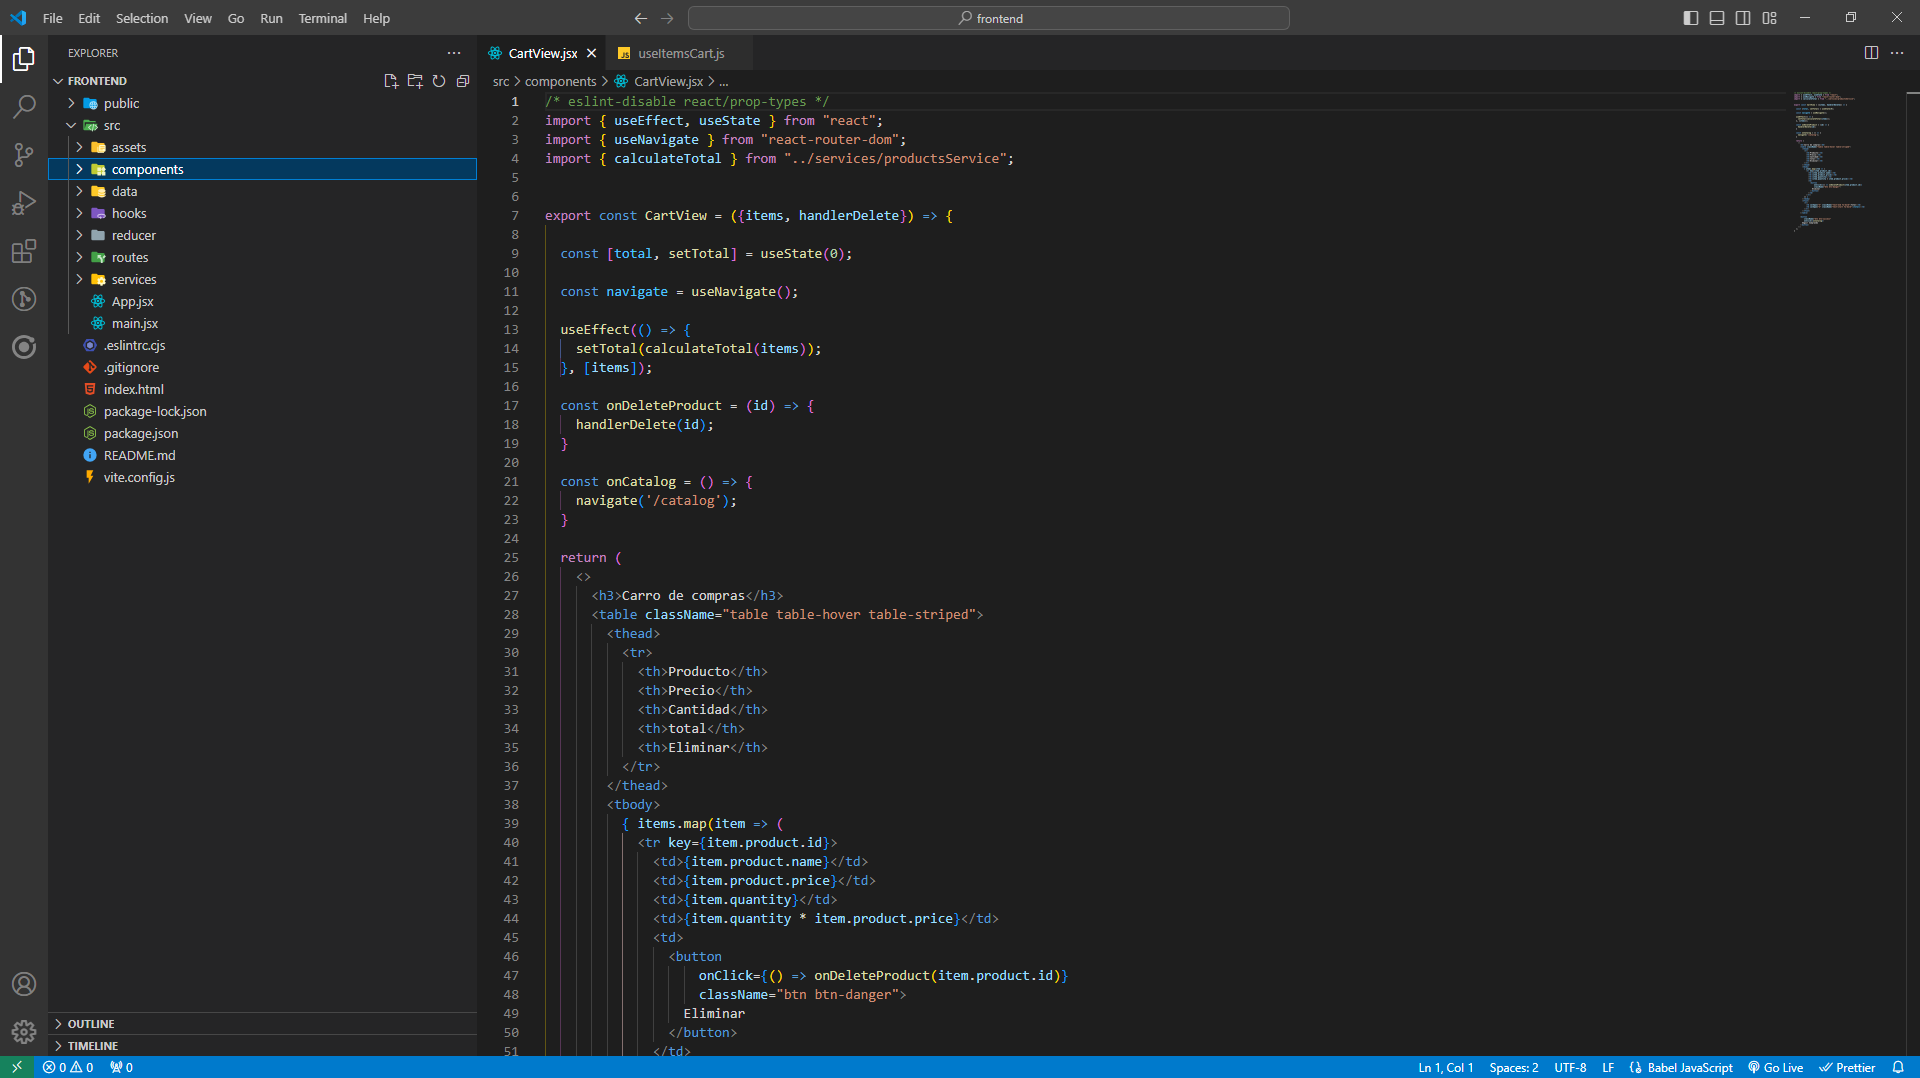 File Edit Selection View Go Run Terminal Help
frontend
EXPLORER
FRONTEND
public
src
assets
components
data
hooks
reducer
routes
services
App.jsx
main.jsx
.eslintrc.cjs
.gitignore
index.html
package-lock.json
package.json
README.md
vite.config.js
OUTLINE
TIMELINE
CartView.jsx
useItemsCart.js
src > components > CartView.jsx > ...
1 /* eslint-disable react/prop-types */
2 import { useEffect, useState } from "react";
3 import { useNavigate } from "react-router-dom";
4 import { calculateTotal } from "../services/productsService";
5
6
7 export const CartView = ({items, handlerDelete}) => {
8
9 const [total, setTotal] = useState(0);
10
11 const navigate = useNavigate();
12
13 useEffect(() => {
14 setTotal(calculateTotal(items));
15 }, [items]);
16
17 const onDeleteProduct = (id) => {
18 handlerDelete(id);
19 }
20
21 const onCatalog = () => {
22 navigate('/catalog');
23 }
24
25 return (
26 <>
27 <h3>Carro de compras</h3>
28 <table className="table table-hover table-striped">
29 <thead>
30 <tr>
31 <th>Producto</th>
32 <th>Precio</th>
33 <th>Cantidad</th>
34 <th>total</th>
35 <th>Eliminar</th>
36 </tr>
37 </thead>
38 <tbody>
39 { items.map(item => (
40 <tr key={item.product.id}>
41 <td>{item.product.name}</td>
42 <td>{item.product.price}</td>
43 <td>{item.quantity}</td>
44 <td>{item.quantity * item.product.price}</td>
45 <td>
46 <button
47 onClick={() => onDeleteProduct(item.product.id)}
48 className="btn btn-danger">
49 Eliminar
50 </button>
51 </td>
0 0 0
Ln 1, Col 1 Spaces: 2 UTF-8 LF Babel JavaScript Go Live Prettier